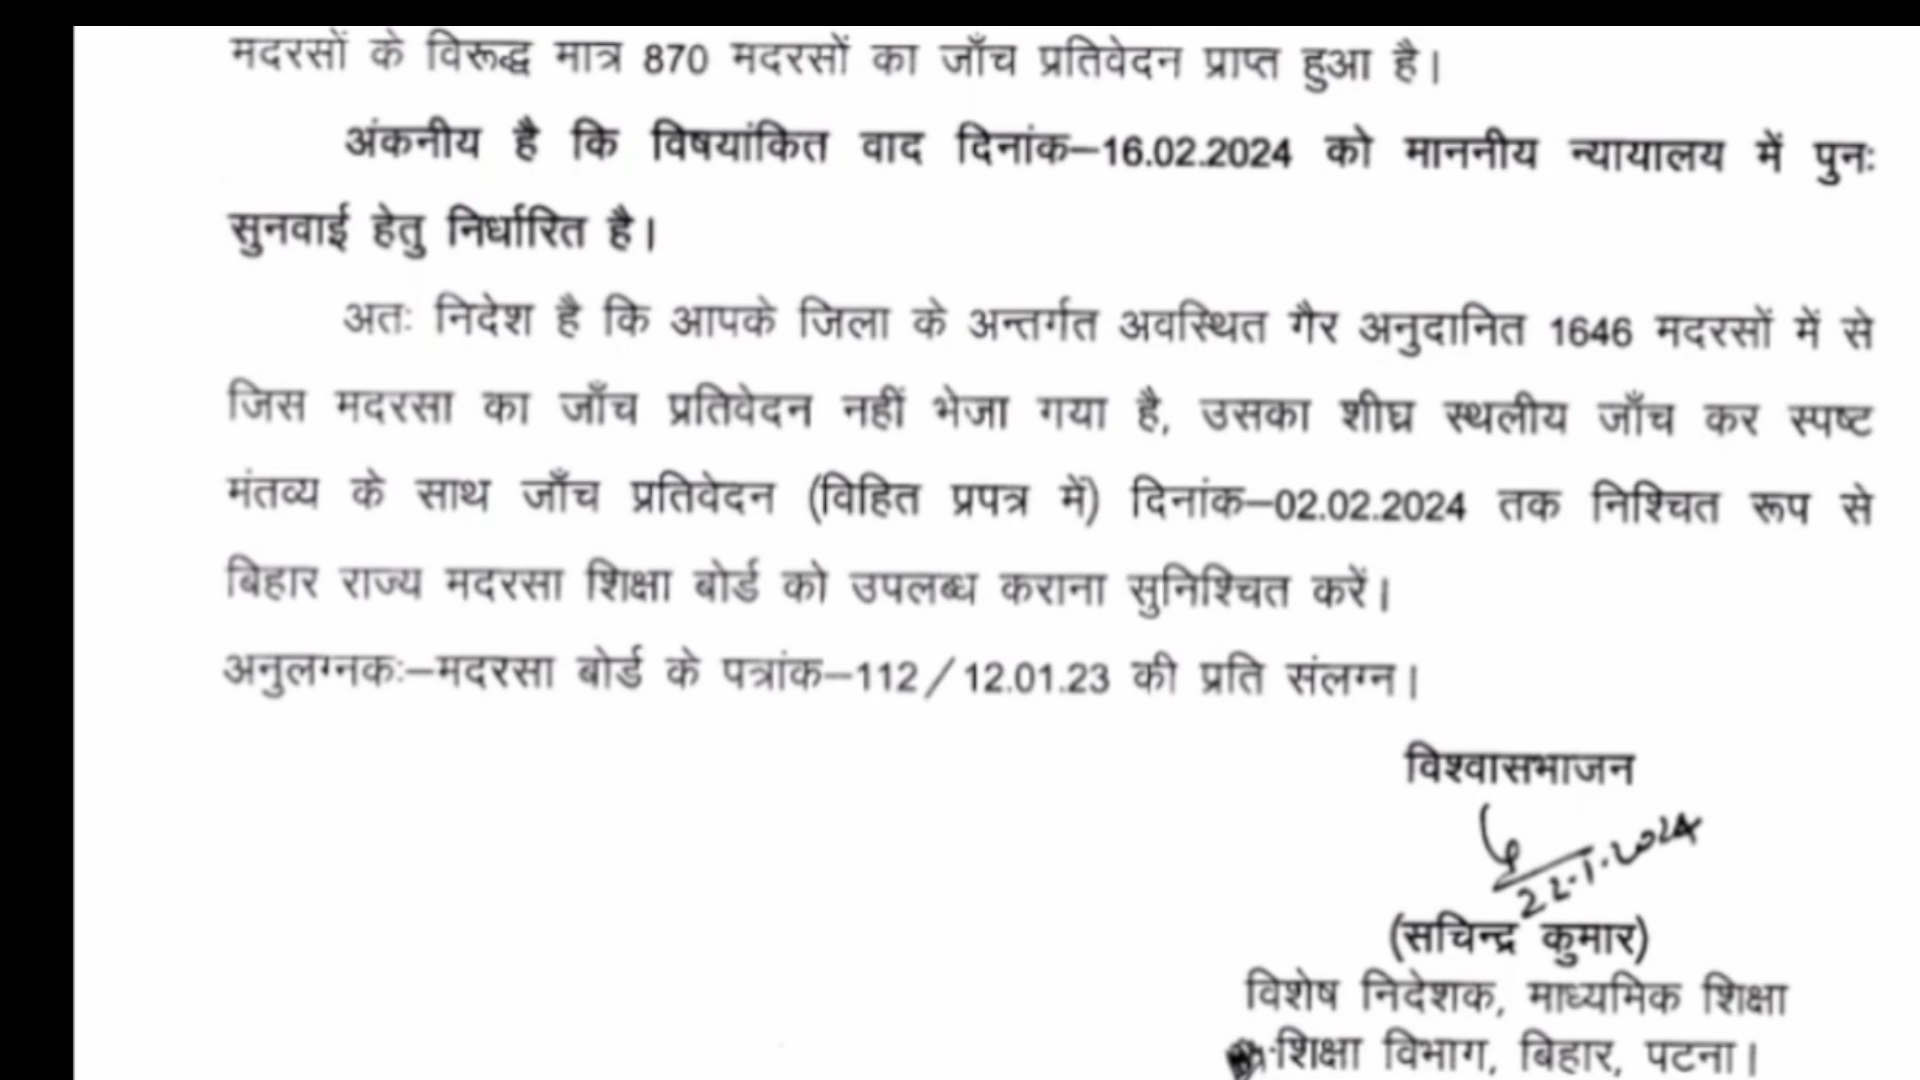 मदरसों के विरूद्ध मात्र 870 मदरसों का जाँच प्रतिवेदन प्राप्त हुआ है।
अंकनीय है कि विषयांकित वाद दिनांक–16.02.2024 को माननीय न्यायालय में पुनः
सुनवाई हेतु निर्धारित है।
अतः निदेश है कि आपके जिला के अन्तर्गत अवस्थित गैर अनुदानित 1646 मदरसों में से
जिस मदरसा का जाँच प्रतिवेदन नहीं भेजा गया है, उसका शीघ्र स्थलीय जाँच कर स्पष्ट
मंतव्य के साथ जाँच प्रतिवेदन (विहित प्रपत्र में) दिनांक–02.02.2024 तक निश्चित रूप से
बिहार राज्य मदरसा शिक्षा बोर्ड को उपलब्ध कराना सुनिश्चित करें।
अनुलग्नकः–मदरसा बोर्ड के पत्रांक–112/12.01.23 की प्रति संलग्न।
विश्वासभाजन
22.1.2024
(सचिन्द्र कुमार)
विशेष निदेशक, माध्यमिक शिक्षा
शिक्षा विभाग, बिहार, पटना।